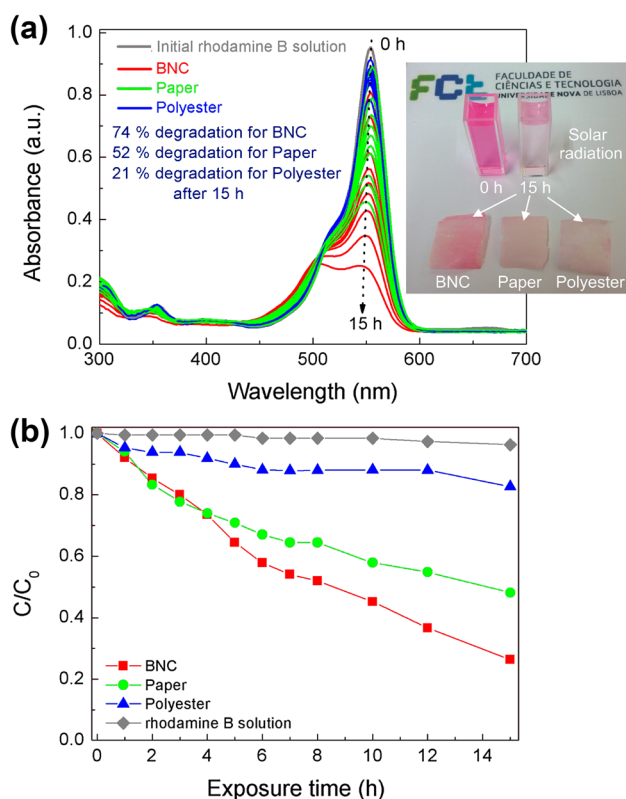 (a)
1.0
0.8
0.6
0.4
0.2
0.0
Absorbance (a.u.)
Initial rhodamine B solution
BNC
Paper
Polyester
74 % degradation for BNC
52 % degradation for Paper
21 % degradation for Polyester
after 15 h
0 h
15 h
300 400 500 600 700
Wavelength (nm)
FCt
FACULDADE DE
CIÊNCIAS E TECNOLOGIA
UNIVERSIDADE NOVA DE LISBOA
Solar
radiation
0 h 15h
BNC Paper Polyester
(b)
1.0
0.8
0.6
0.4
0.2
0.0
C/C₀
BNC
Paper
Polyester
rhodamine B solution
0 2 4 6 8 10 12 14
Exposure time (h)